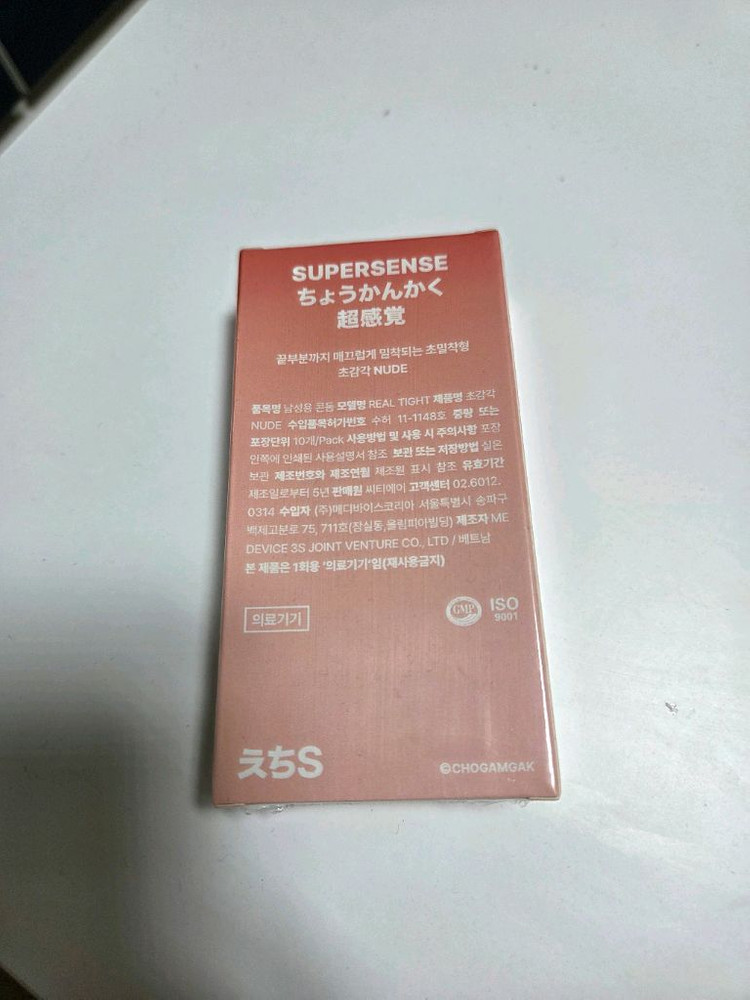 SUPERSENSE
ちょうかんかく
超感覚
끝부분까지 매끄럽게 밀착되는 초밀착형
초감각 NUDE
품목명 남성용 콘돔 모델명 REAL TIGHT 제품명 초감각
NUDE 수입품목허가번호 수허 11-1148호 중량 또는
포장단위 10개/Pack 사용방법 및 사용 시 주의사항 포장
안쪽에 인쇄된 사용설명서 참조 보관 또는 저장방법 실온
보관 제조번호와 제조연월 제조원 표시 참조 유효기간
제조일로부터 5년 판매원 씨티에이 고객센터 02.6012.
0314 수입자 (주)메디바이스코리아 서울특별시 송파구
백제고분로 75, 711호(잠실동,올림피아빌딩) 제조자 ME
DEVICE 3S JOINT VENTURE CO., LTD / 베트남
본 제품은 1회용 '의료기기'임(재사용금지)
의료기기
GMP
ISO
9001
えちS
©CHOGAMGAK